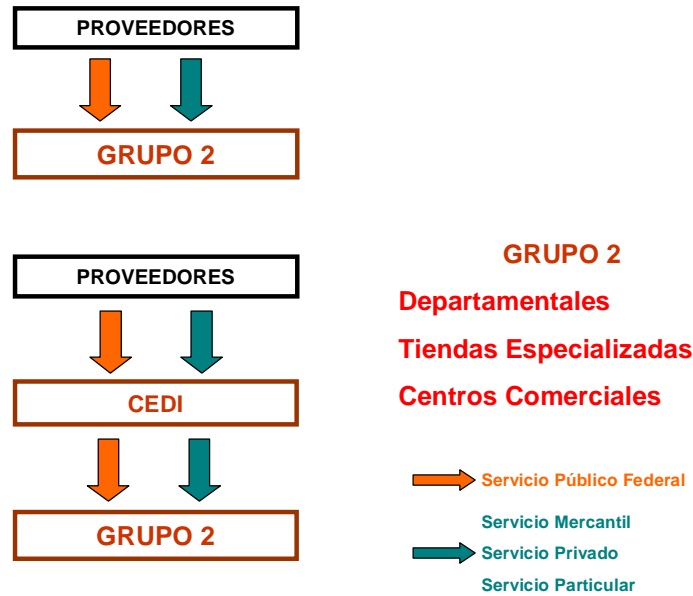 PROVEEDORES
GRUPO 2
PROVEEDORES
CEDI
GRUPO 2
GRUPO 2
Departamentales
Tiendas Especializadas
Centros Comerciales
Servicio Público Federal
Servicio Mercantil
Servicio Privado
Servicio Particular